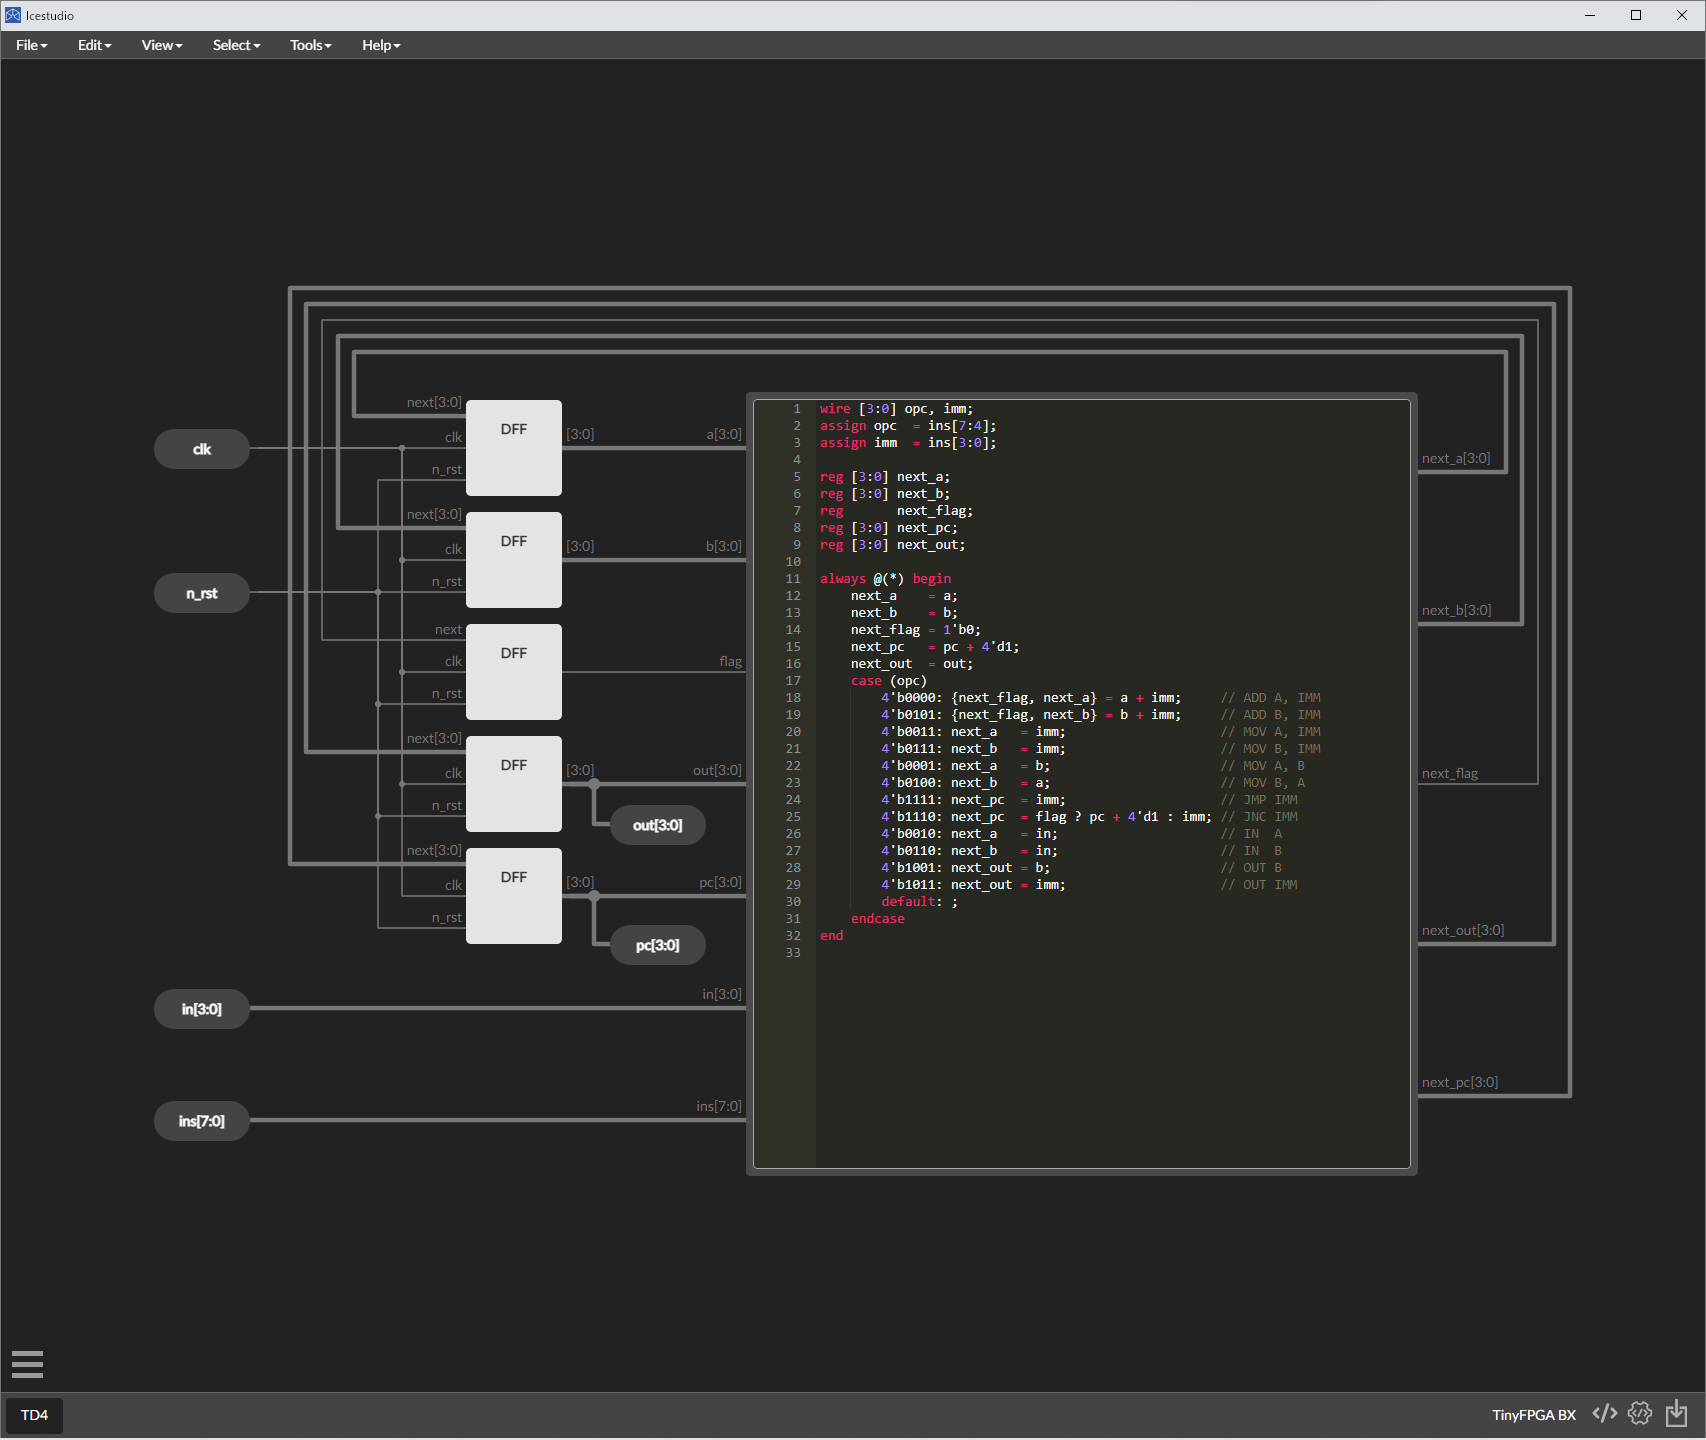 Icestudio
File Edit View Select Tools Help
next[3:0]
clk
n_rst
DFF
[3:0]
a[3:0]
clk
next[3:0]
clk
n_rst
DFF
[3:0]
b[3:0]
n_rst
next
clk
n_rst
DFF
flag
next[3:0]
clk
n_rst
DFF
[3:0]
out[3:0]
out[3:0]
next[3:0]
clk
n_rst
DFF
[3:0]
pc[3:0]
pc[3:0]
in[3:0]
in[3:0]
ins[7:0]
ins[7:0]
1 wire [3:0] opc, imm;
2 assign opc  = ins[7:4];
3 assign imm  = ins[3:0];
4
5 reg [3:0] next_a;
6 reg [3:0] next_b;
7 reg       next_flag;
8 reg [3:0] next_pc;
9 reg [3:0] next_out;
10
11 always @(*) begin
12     next_a    = a;
13     next_b    = b;
14     next_flag = 1'b0;
15     next_pc   = pc + 4'd1;
16     next_out  = out;
17     case (opc)
18         4'b0000: {next_flag, next_a} = a + imm;     // ADD A, IMM
19         4'b0101: {next_flag, next_b} = b + imm;     // ADD B, IMM
20         4'b0011: next_a   = imm;                    // MOV A, IMM
21         4'b0111: next_b   = imm;                    // MOV B, IMM
22         4'b0001: next_a   = b;                      // MOV A, B
23         4'b0100: next_b   = a;                      // MOV B, A
24         4'b1111: next_pc  = imm;                    // JMP IMM
25         4'b1110: next_pc  = flag ? pc + 4'd1 : imm; // JNC IMM
26         4'b0010: next_a   = in;                     // IN  A
27         4'b0110: next_b   = in;                     // IN  B
28         4'b1001: next_out = b;                      // OUT B
29         4'b1011: next_out = imm;                    // OUT IMM
30         default: ;
31     endcase
32 end
33
next_a[3:0]
next_b[3:0]
next_flag
next_out[3:0]
next_pc[3:0]
TD4
TinyFPGA BX